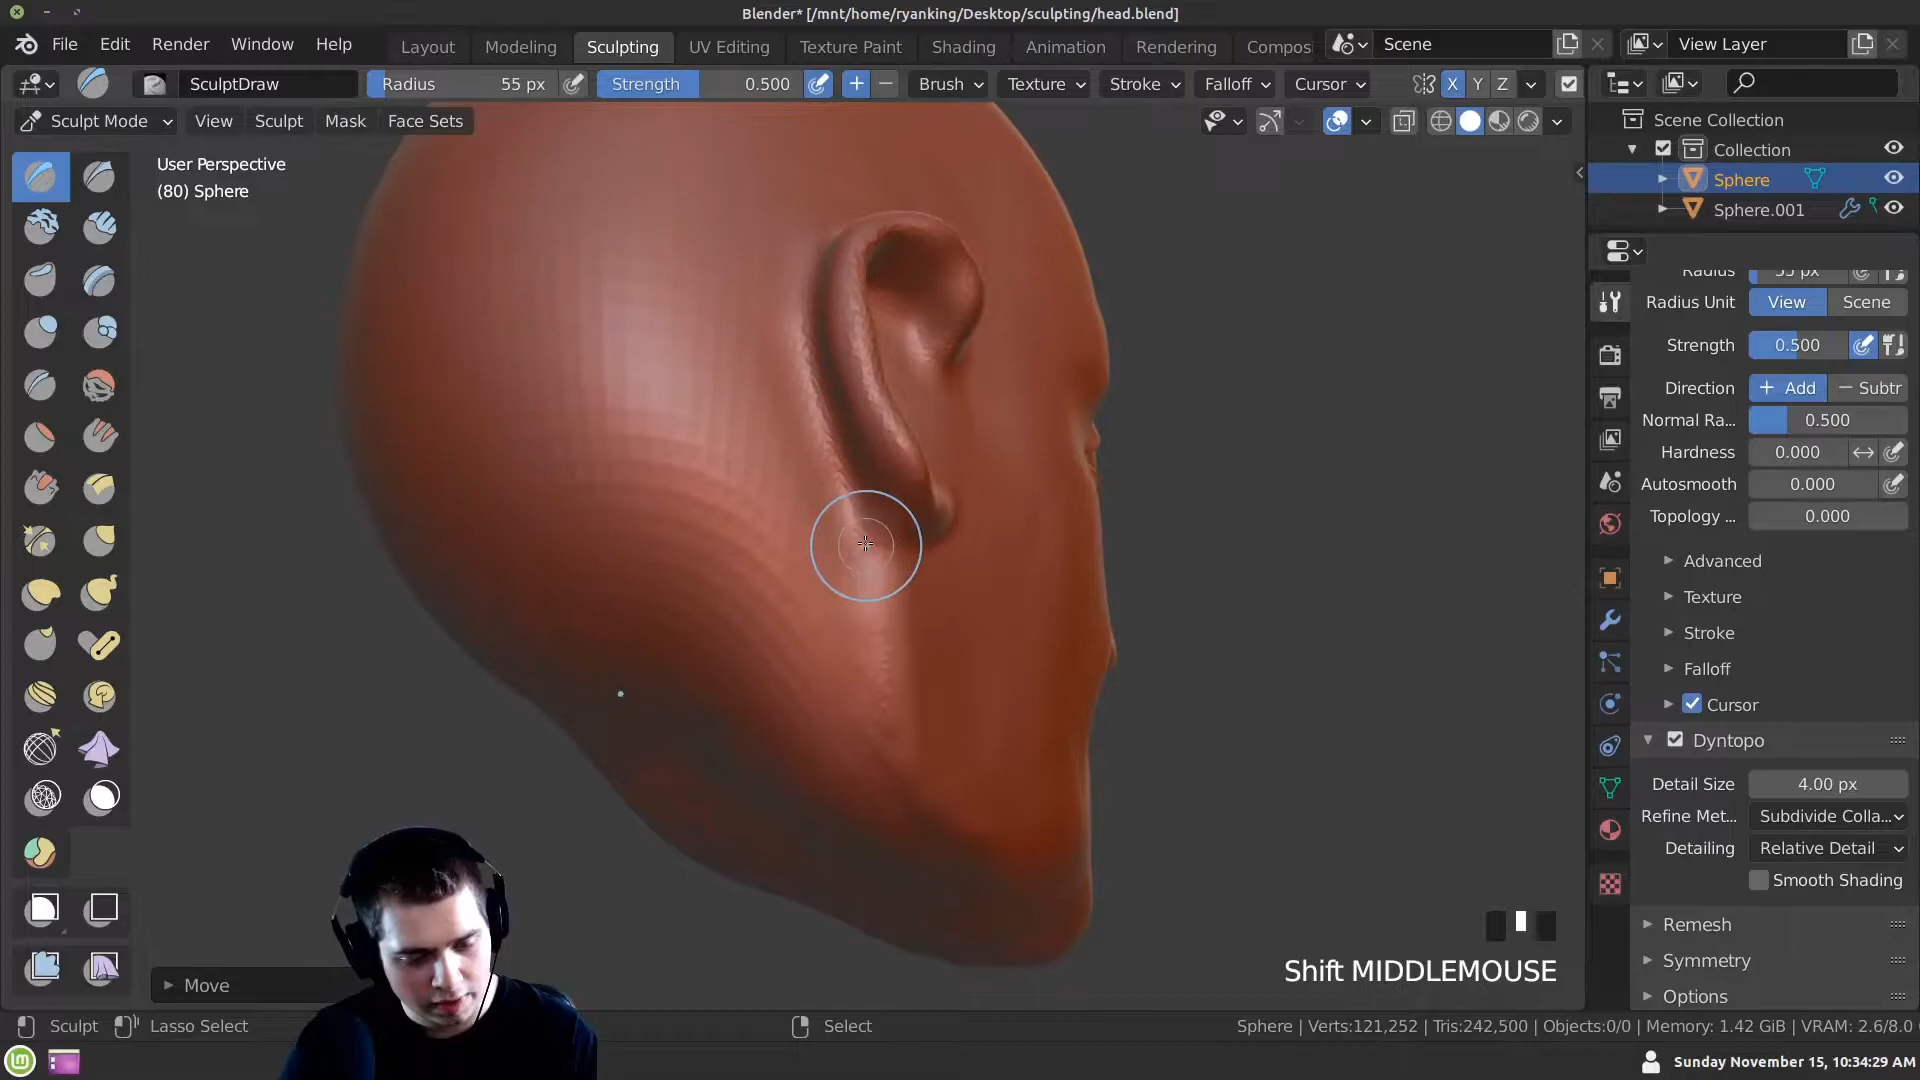 Blender* [/mnt/home/ryanking/Desktop/sculpting/head.blend]
File Edit Render Window Help Layout Modeling Sculpting UV Editing Texture Paint Shading Animation Rendering Compos Scene View Layer
SculptDraw Radius 55 px Strength 0.500 + − Brush Texture Stroke Falloff Cursor X Y Z
Sculpt Mode View Sculpt Mask Face Sets
User Perspective
(80) Sphere
Scene Collection
Collection
Sphere
Sphere.001
Radius 55 px
Radius Unit View Scene
Strength 0.500
Direction + Add − Subtr
Normal Ra... 0.500
Hardness 0.000
Autosmooth 0.000
Topology ... 0.000
Advanced
Texture
Stroke
Falloff
Cursor
Dyntopo
Detail Size 4.00 px
Refine Met... Subdivide Colla...
Detailing Relative Detail
Smooth Shading
Remesh
Symmetry
Options
Shift MIDDLEMOUSE
Move
Sculpt Lasso Select Select Sphere | Verts:121,252 | Tris:242,500 | Objects:0/0 | Memory: 1.42 GiB | VRAM: 2.6/8.0
Sunday November 15, 10:34:29 AM